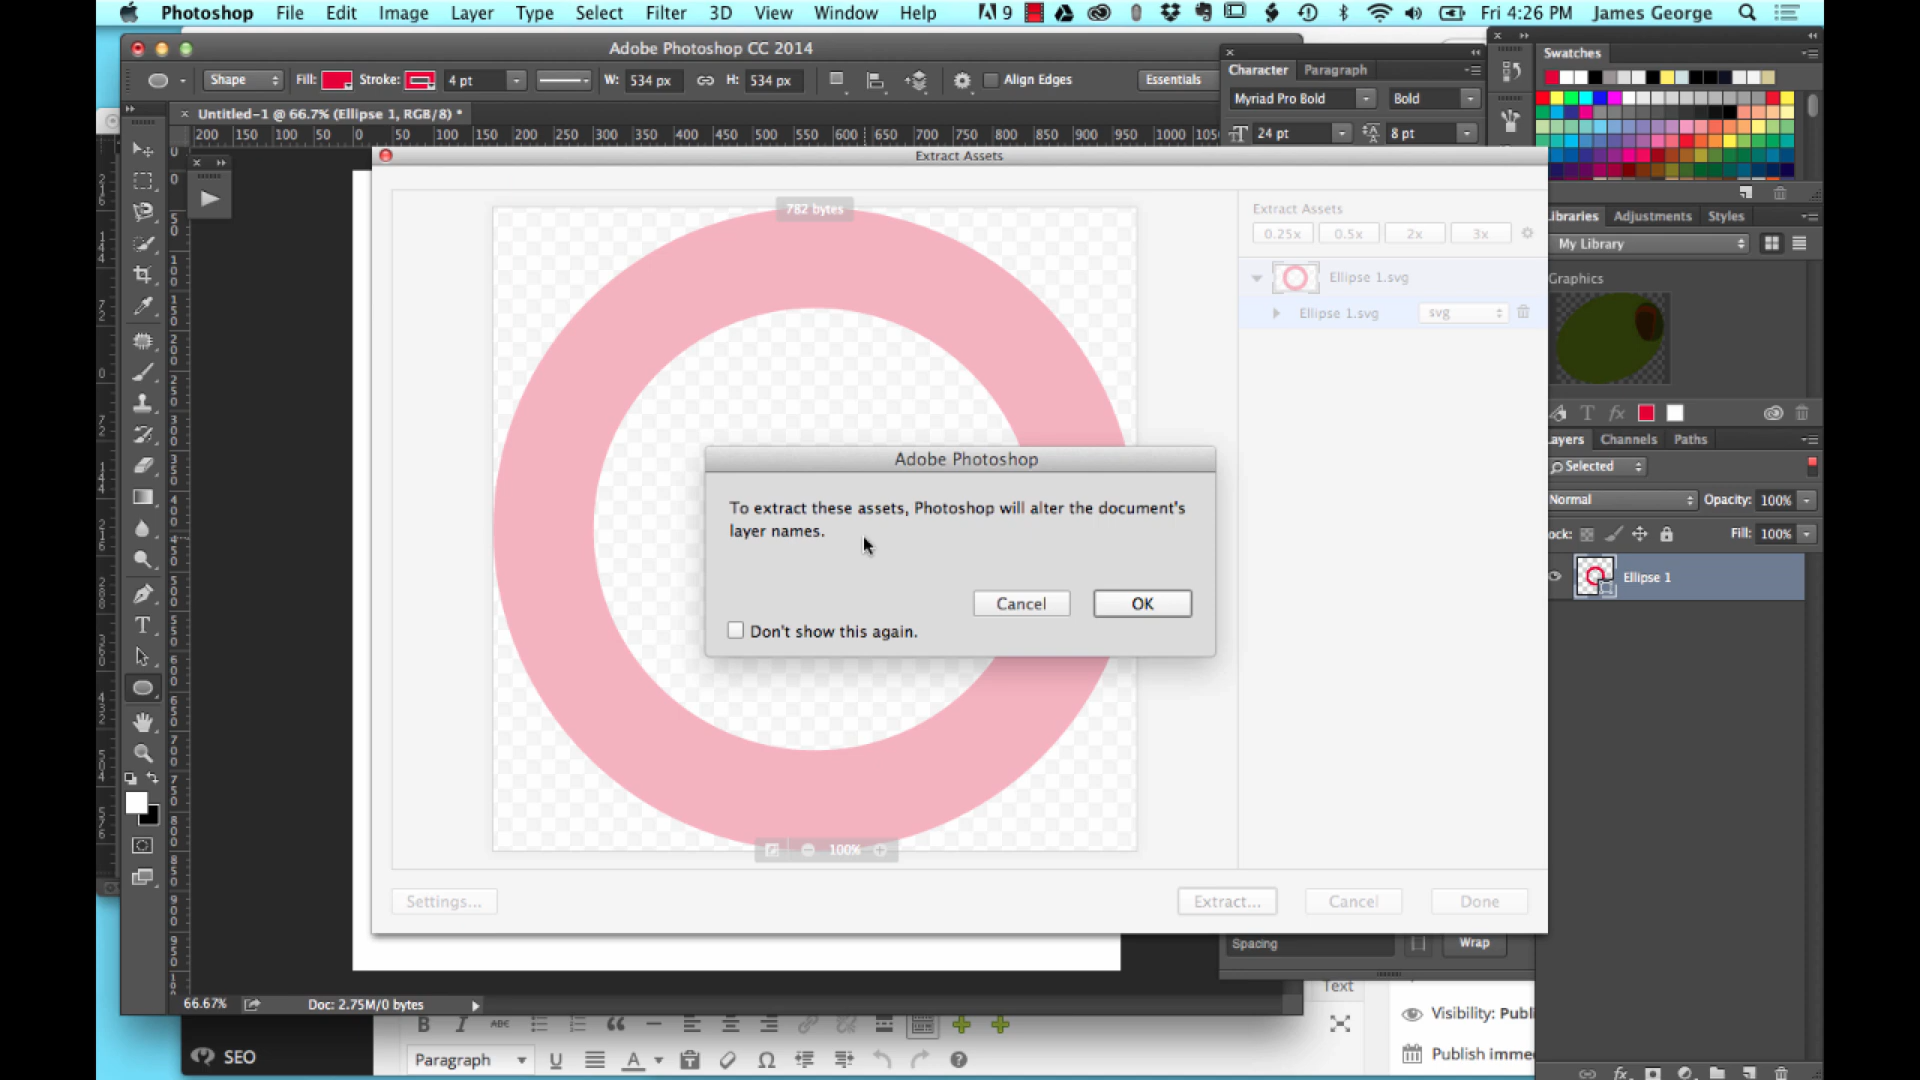 Photoshop File Edit Image Layer Type Select Filter 3D View Window Help 9 Fri 4:26 PM James George
Adobe Photoshop CC 2014
Shape Fill: Stroke: 4 pt W: 534 px H: 534 px Align Edges Essentials
Untitled-1 @ 66.7% (Ellipse 1, RGB/8) *
200 150 100 50 0 50 100 150 200 250 300 350 400 450 500 550 600 650 700 750 800 850 900 950 1000 1050
Character Paragraph
Myriad Pro Bold Bold
24 pt 8 pt
Swatches
Extract Assets
782 bytes
Extract Assets
0.25x 0.5x 2x 3x
Ellipse 1.svg
Ellipse 1.svg svg
Libraries Adjustments Styles
My Library
Graphics
Adobe Photoshop
To extract these assets, Photoshop will alter the document's
layer names.
Cancel OK
Don't show this again.
Layers Channels Paths
Selected
Normal Opacity: 100%
ock: Fill: 100%
Ellipse 1
100%
Settings... Extract... Cancel Done
Spacing Wrap
66.67% Doc: 2.75M/0 bytes
Text
Visibility: Publi
SEO
Paragraph
Publish imme